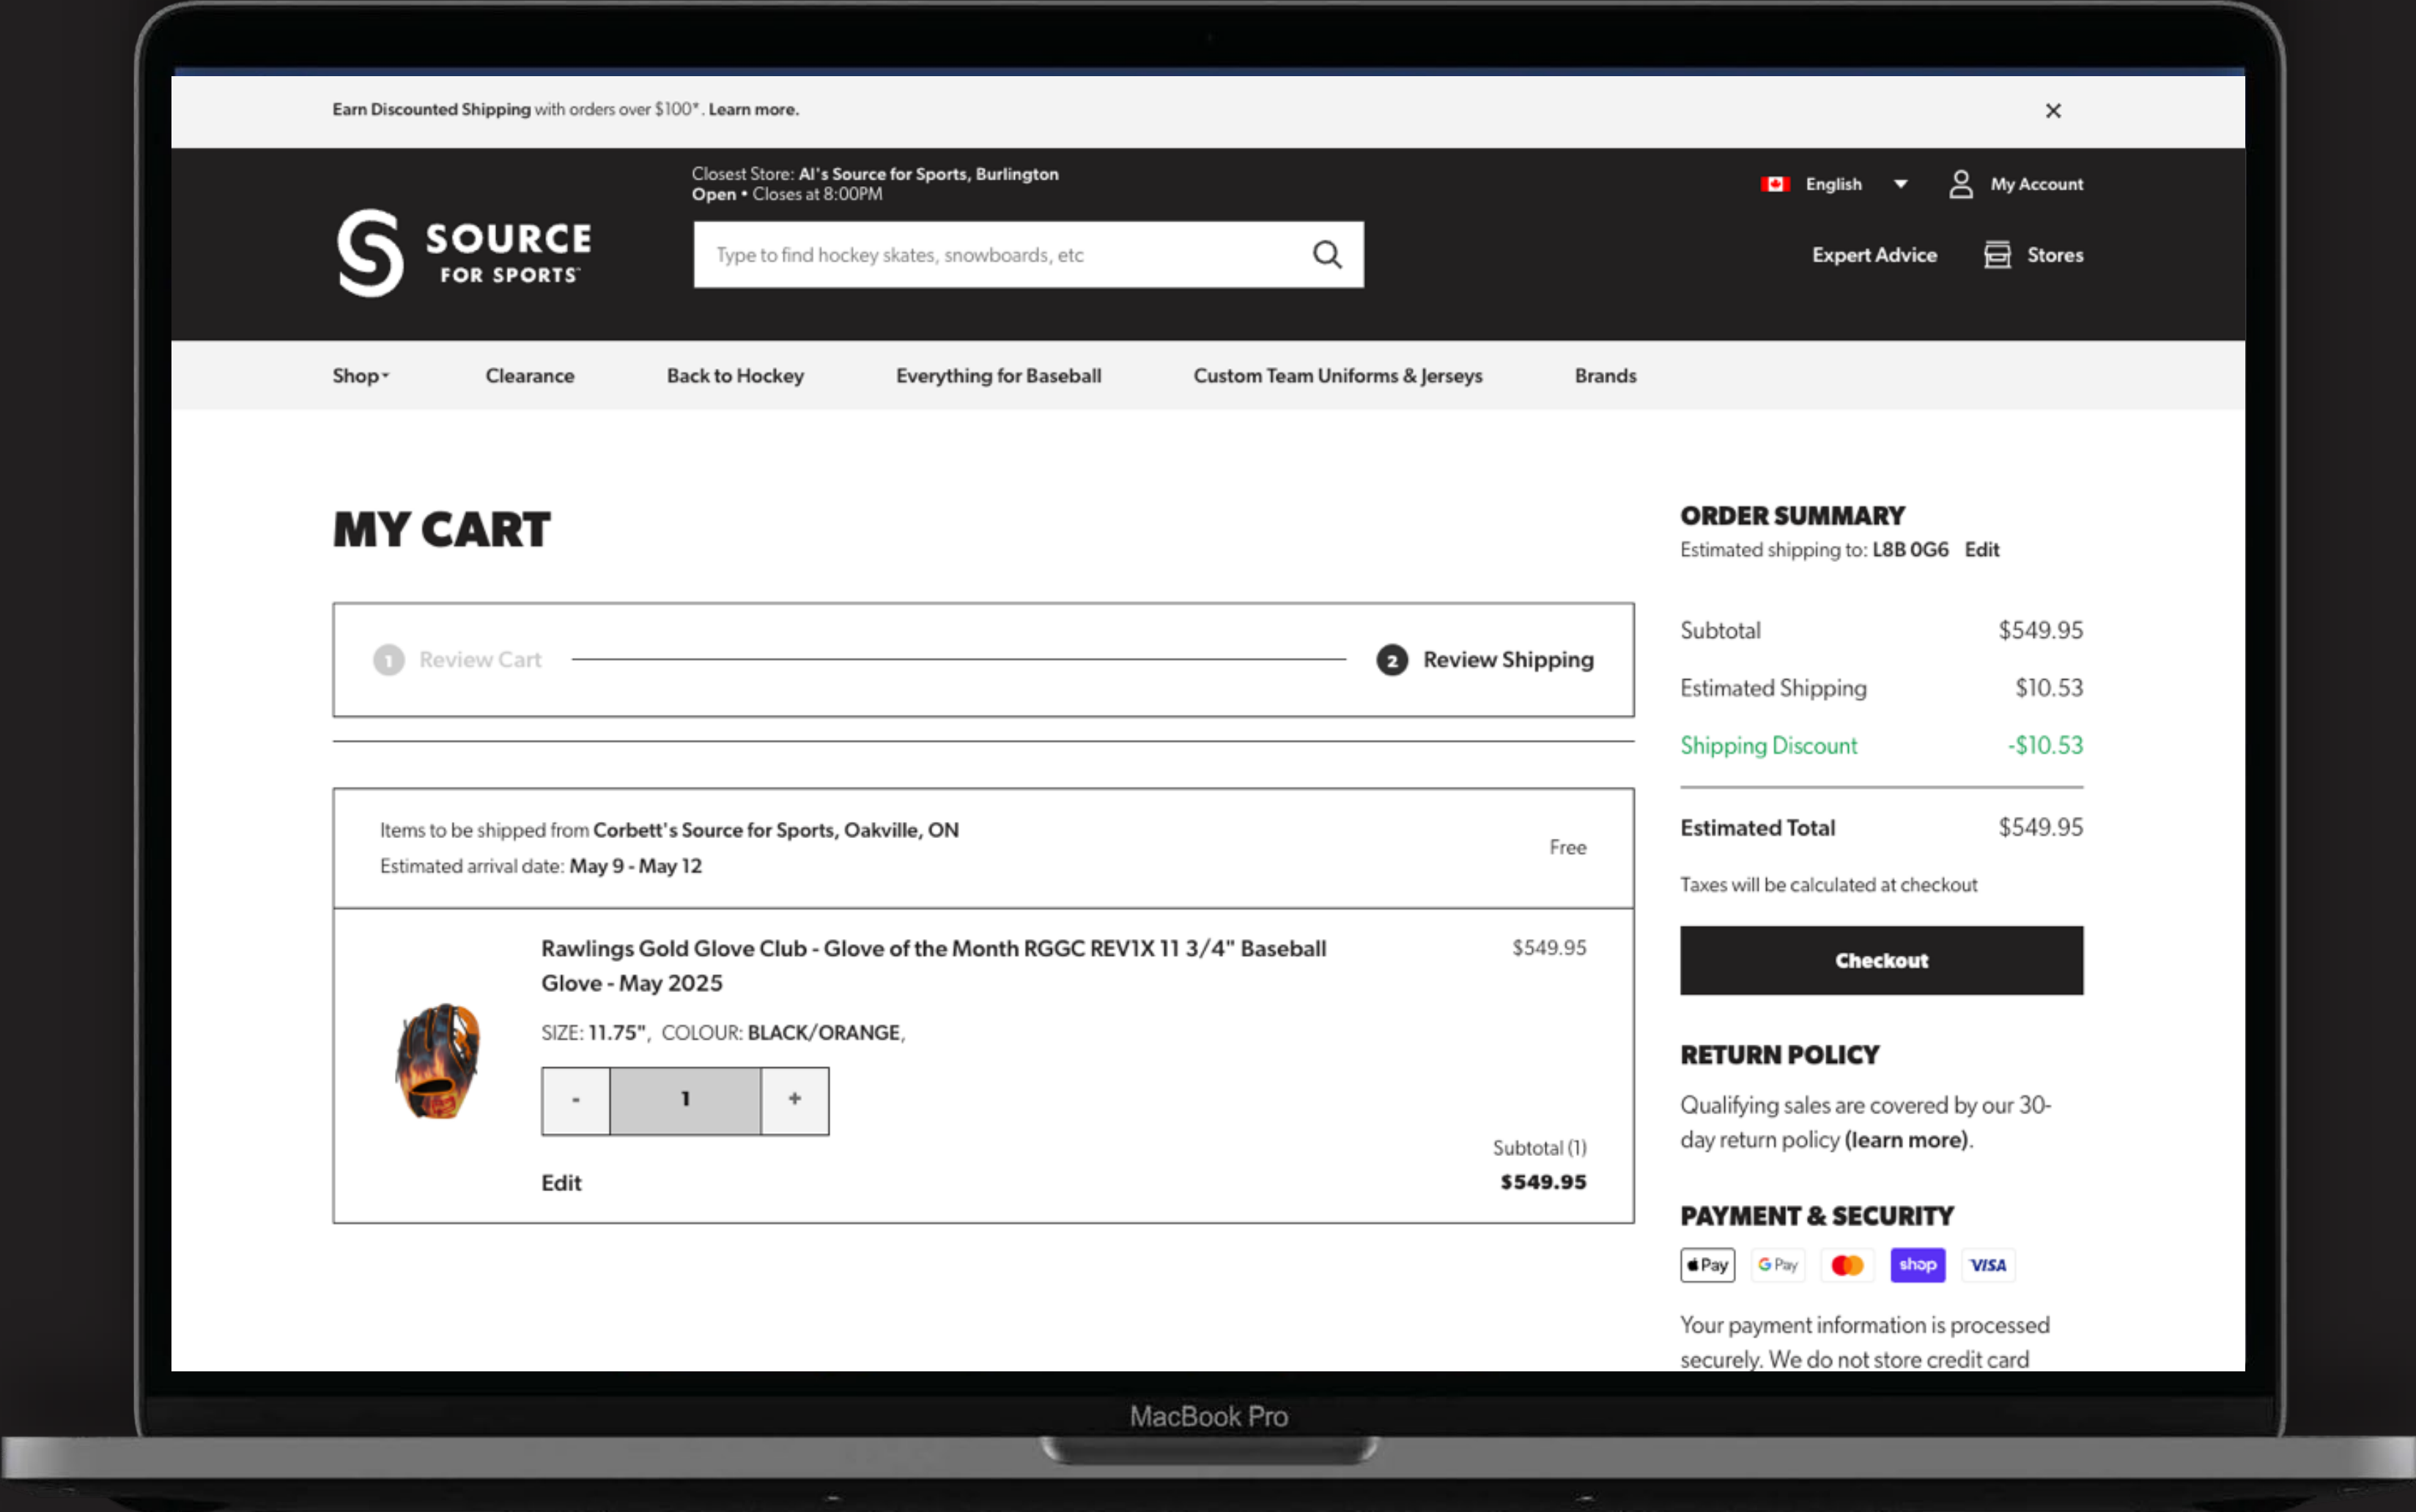 Earn Discounted Shipping with orders over $100*. Learn more.
×
Closest Store: Al's Source for Sports, Burlington
Open • Closes at 8:00PM
English
My Account
SOURCE
FOR SPORTS™
Type to find hockey skates, snowboards, etc
Expert Advice
Stores
Shop
Clearance
Back to Hockey
Everything for Baseball
Custom Team Uniforms & Jerseys
Brands
MY CART
1 Review Cart
2 Review Shipping
Items to be shipped from Corbett's Source for Sports, Oakville, ON
Estimated arrival date: May 9 - May 12
Free
Rawlings Gold Glove Club - Glove of the Month RGGC REV1X 11 3/4" Baseball
Glove - May 2025
$549.95
SIZE: 11.75", COLOUR: BLACK/ORANGE,
- 1 +
Subtotal (1)
Edit
$549.95
ORDER SUMMARY
Estimated shipping to: L8B 0G6 Edit
Subtotal $549.95
Estimated Shipping $10.53
Shipping Discount -$10.53
Estimated Total $549.95
Taxes will be calculated at checkout
Checkout
RETURN POLICY
Qualifying sales are covered by our 30-
day return policy (learn more).
PAYMENT & SECURITY
Pay
G Pay
shop
VISA
Your payment information is processed
securely. We do not store credit card
MacBook Pro